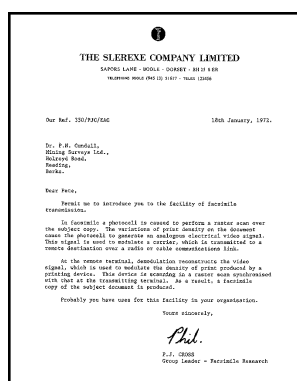 THE SLEREXE COMPANY LIMITED
SAPORS LANE - BOOLE - DORSET - BH 25 8 ER
TELEPHONE BOOLE (945 13) 51617 - TELEX 123456
Our Ref. 350/PJC/EAC
18th January, 1972.
Dr. P.N. Cundall,
Mining Surveys Ltd.,
Holroyd Road,
Reading,
Berks.
Dear Pete,
Permit me to introduce you to the facility of facsimile
transmission.
In facsimile a photocell is caused to perform a raster scan over
the subject copy. The variations of print density on the document
cause the photocell to generate an analogous electrical video signal.
This signal is used to modulate a carrier, which is transmitted to a
remote destination over a radio or cable communications link.
At the remote terminal, demodulation reconstructs the video
signal, which is used to modulate the density of print produced by a
printing device. This device is scanning in a raster scan synchronised
with that at the transmitting terminal. As a result, a facsimile
copy of the subject document is produced.
Probably you have uses for this facility in your organisation.
Yours sincerely,
Phil.
P.J. CROSS
Group Leader - Facsimile Research